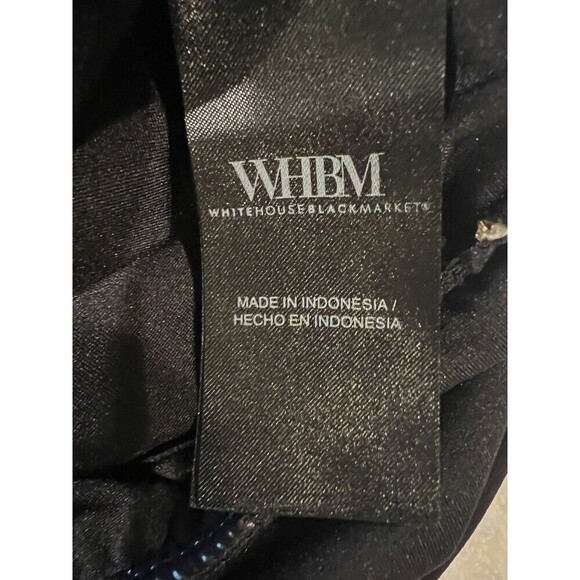 WHBM
WHITEHOUSEBLACKMARKET®
MADE IN INDONESIA /
HECHO EN INDONESIA